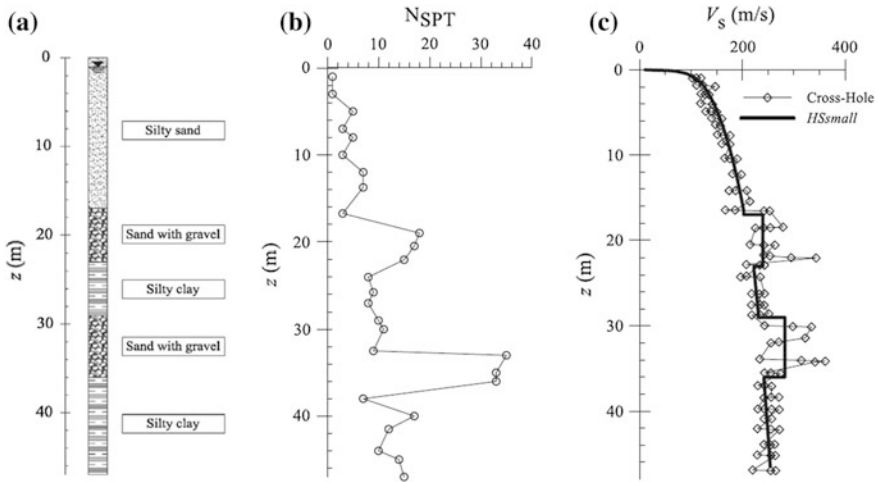 (a)
z (m)
0
10
20
30
40
Silty sand
Sand with gravel
Silty clay
Sand with gravel
Silty clay
(b)
NSPT
0 10 20 30 40
z (m)
0
10
20
30
40
(c)
Vs (m/s)
0 200 400
z (m)
0
10
20
30
40
Cross-Hole
HSsmall